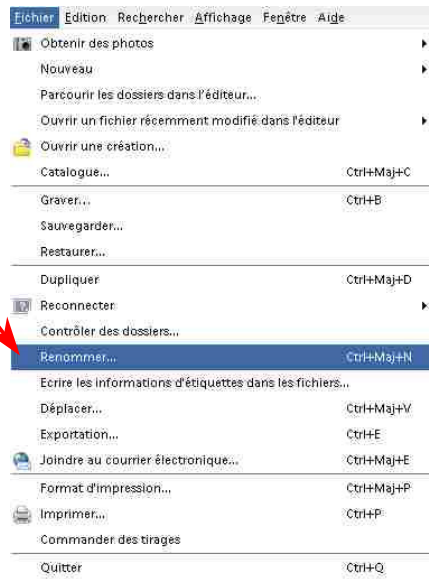 Fichier Edition Rechercher Affichage Fenêtre Aide
Obtenir des photos
Nouveau
Parcourir les dossiers dans l'éditeur...
Ouvrir un fichier récemment modifié dans l'éditeur
Ouvrir une création...
Catalogue... Ctrl+Maj+C
Graver... Ctrl+B
Sauvegarder...
Restaurer...
Dupliquer Ctrl+Maj+D
Reconnecter
Contrôler des dossiers...
Renommer... Ctrl+Maj+N
Ecrire les informations d'étiquettes dans les fichiers...
Déplacer... Ctrl+Maj+V
Exportation... Ctrl+E
Joindre au courrier électronique... Ctrl+Maj+E
Format d'impression... Ctrl+Maj+P
Imprimer... Ctrl+P
Commander des tirages
Quitter Ctrl+Q